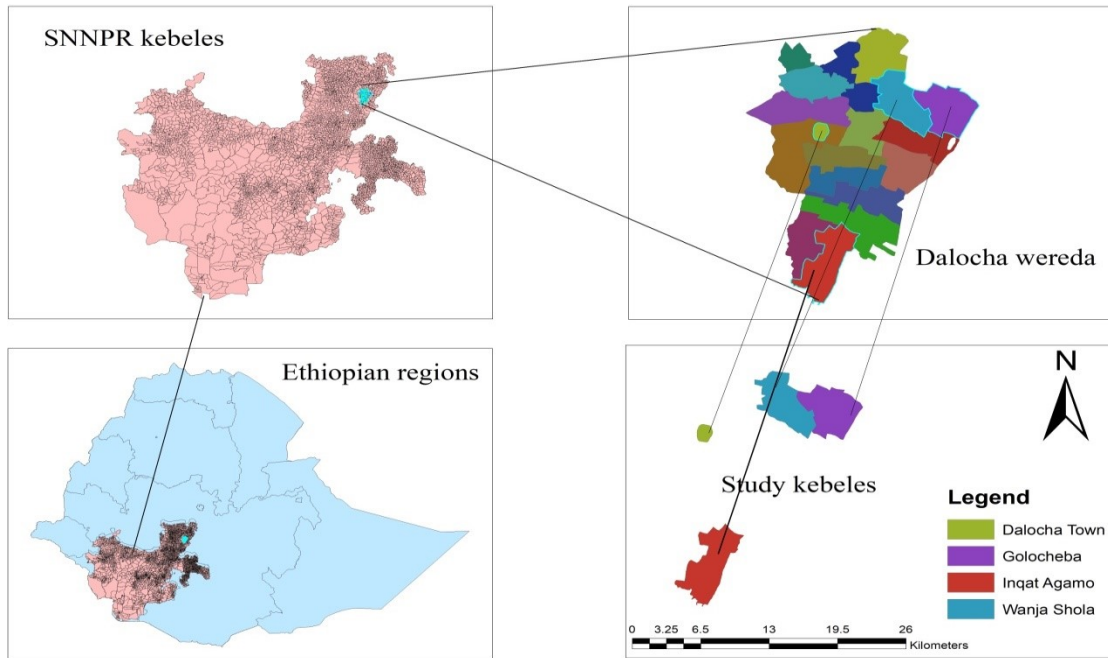 SNNPR kebeles
Dalocha wereda
Ethiopian regions
N
Study kebeles
Legend
Dalocha Town
Golocheba
Inqat Agamo
Wanja Shola
0 3.25 6.5 13 19.5 26
Kilometers